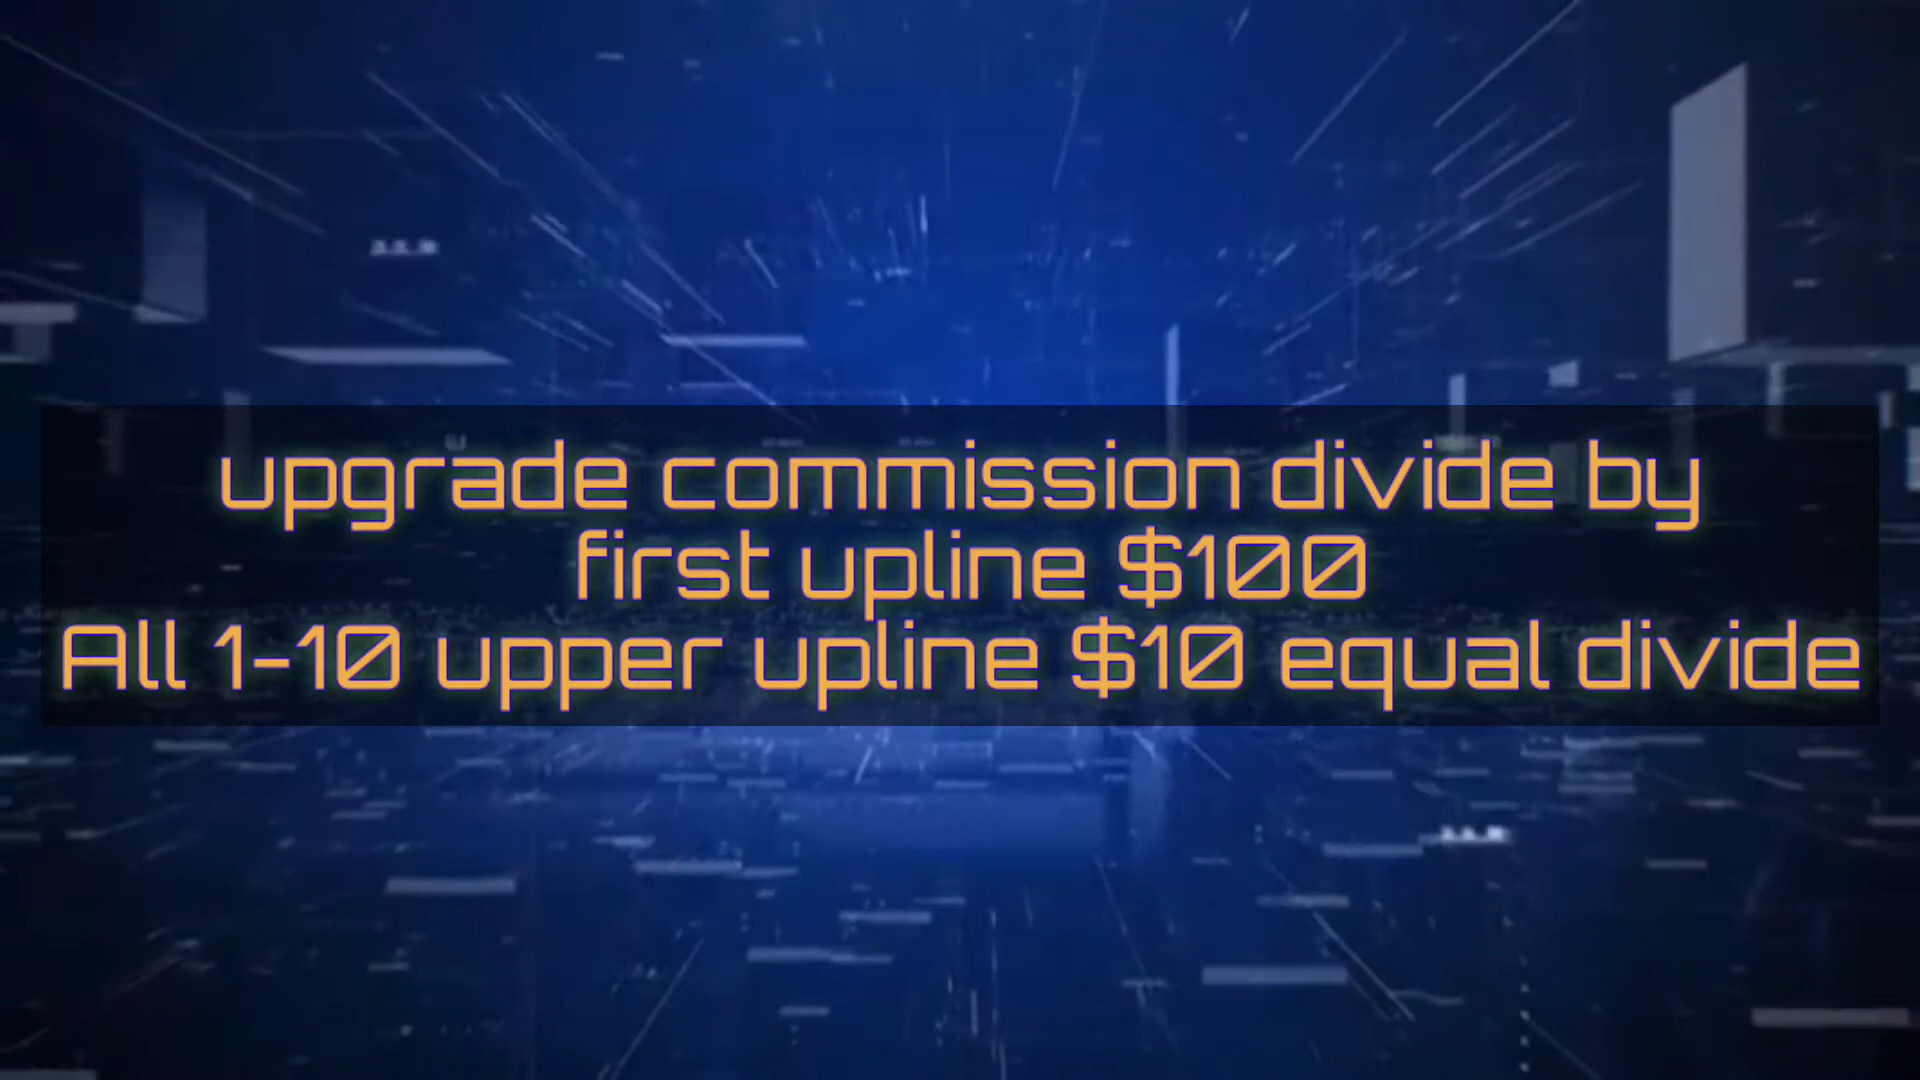 upgrade commission divide by
first upline $100
All 1-10 upper upline $10 equal divide